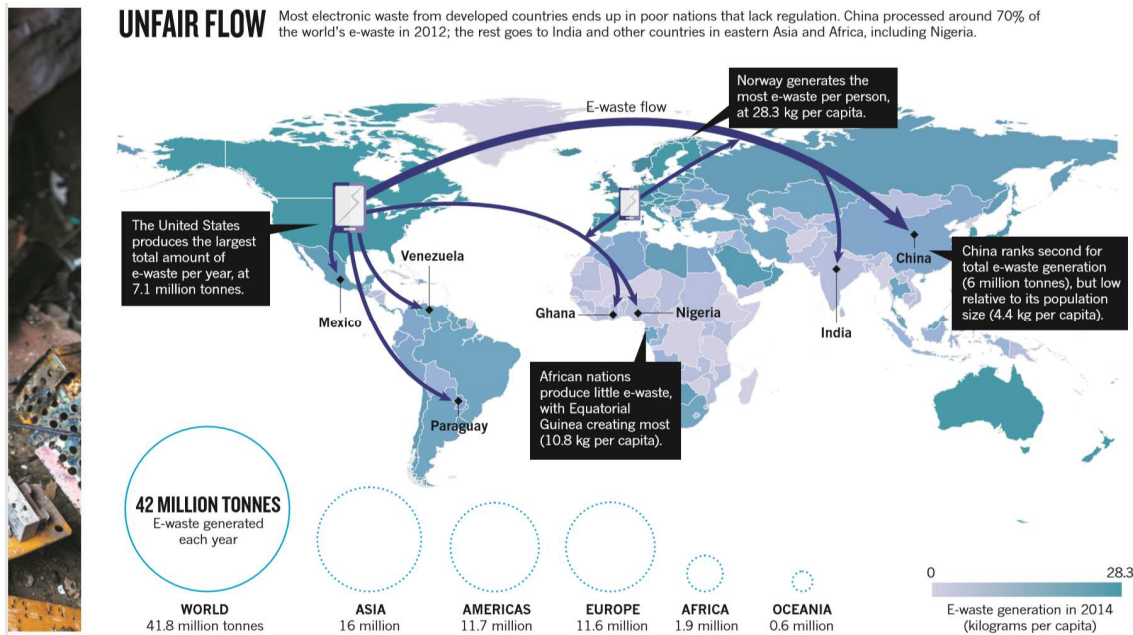 UNFAIR FLOW
Most electronic waste from developed countries ends up in poor nations that lack regulation. China processed around 70% of
the world's e-waste in 2012; the rest goes to India and other countries in eastern Asia and Africa, including Nigeria.
Norway generates the
most e-waste per person,
at 28.3 kg per capita.
E-waste flow
The United States
produces the largest
total amount of
e-waste per year, at
7.1 million tonnes.
Venezuela
China
China ranks second for
total e-waste generation
(6 million tonnes), but low
relative to its population
size (4.4 kg per capita).
Mexico
Ghana
Nigeria
India
African nations
produce little e-waste,
with Equatorial
Guinea creating most
(10.8 kg per capita).
Paraguay
42 MILLION TONNES
E-waste generated
each year
WORLD
41.8 million tonnes
ASIA
16 million
AMERICAS
11.7 million
EUROPE
11.6 million
AFRICA
1.9 million
OCEANIA
0.6 million
0
28.3
E-waste generation in 2014
(kilograms per capita)